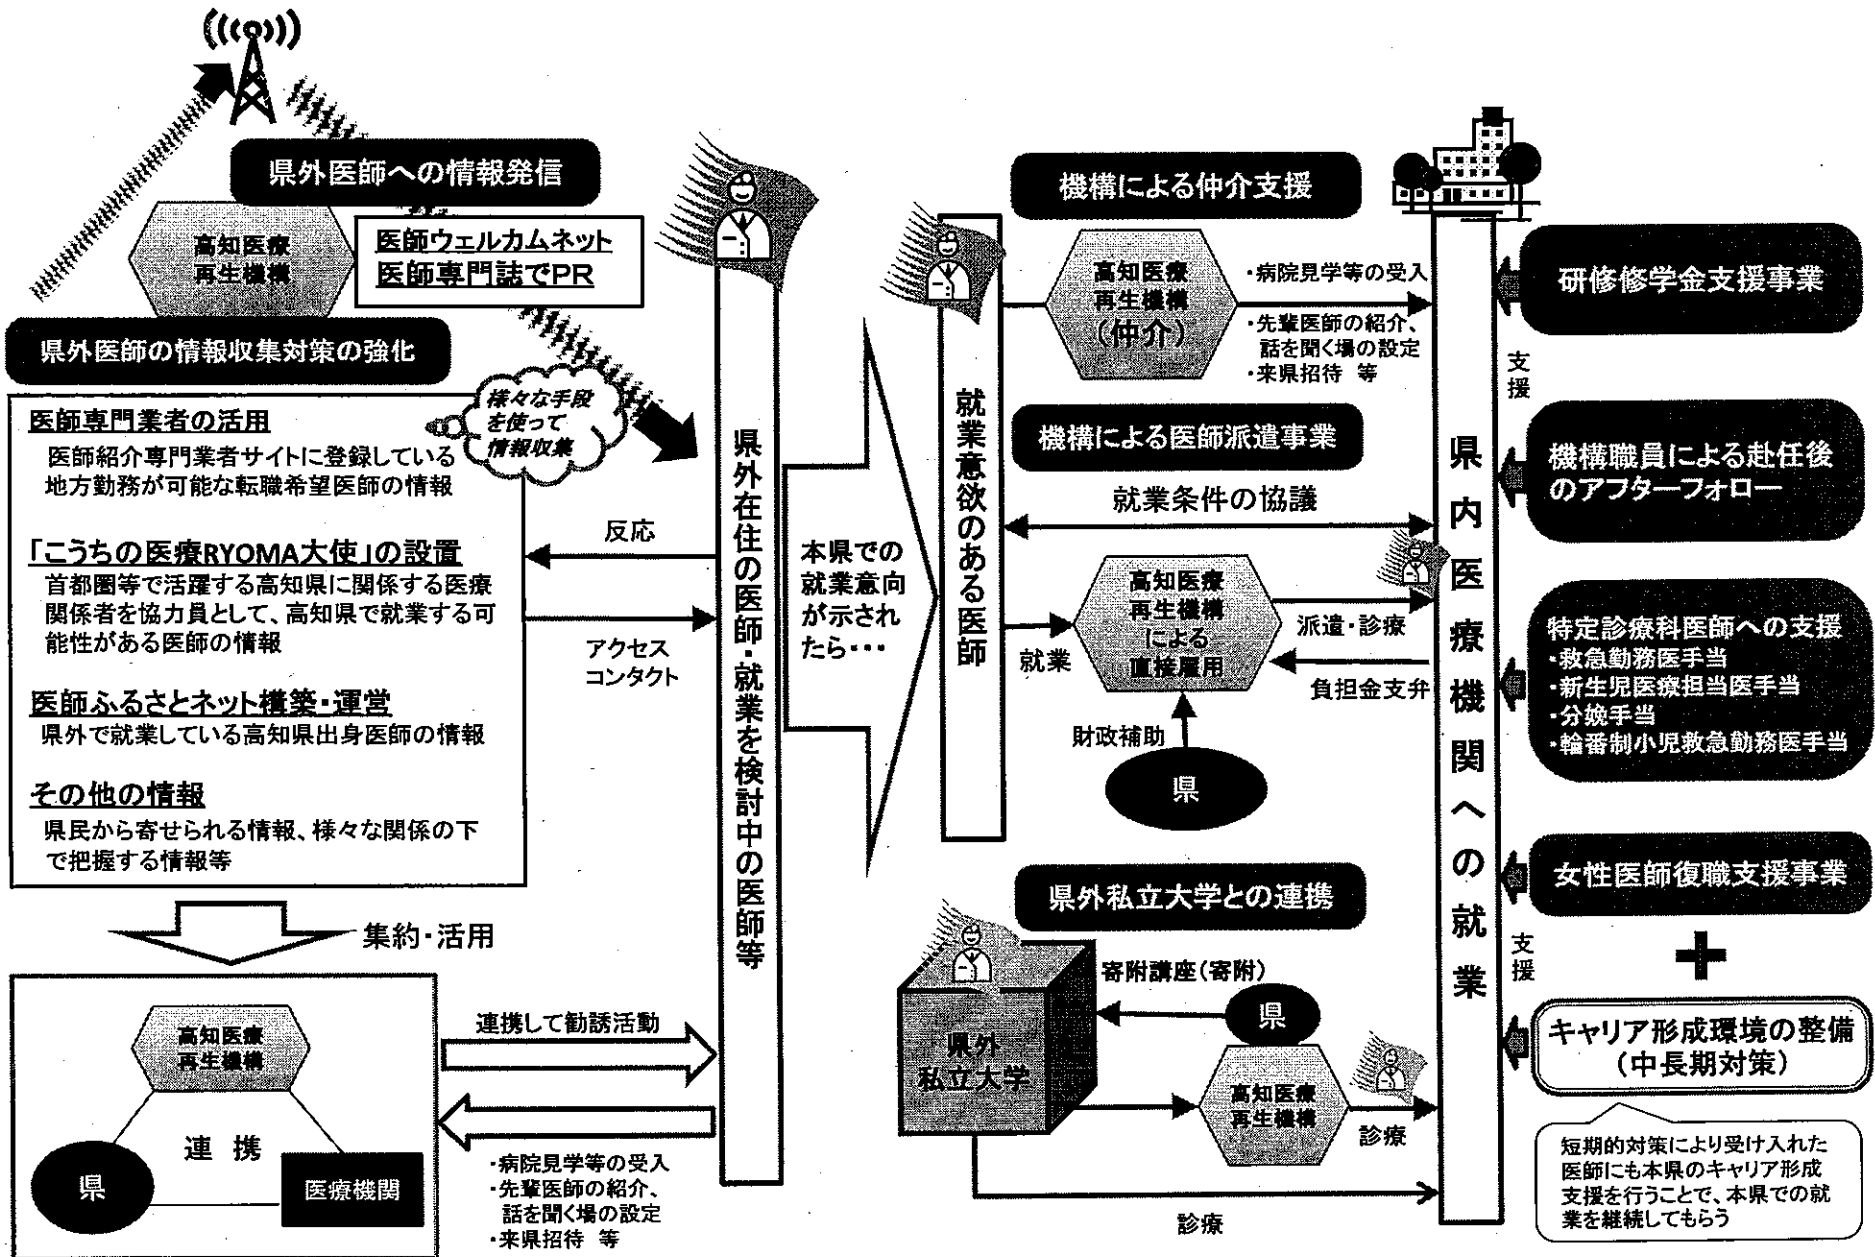 県外医師への情報発信
高知医療
再生機構
医師ウェルカムネット
医師専門誌でPR
県外医師の情報収集対策の強化
様々な手段
を使って
情報収集
医師専門業者の活用
医師紹介専門業者サイトに登録している
地方勤務が可能な転職希望医師の情報
「こうちの医療RYOMA大使」の設置
首都圏等で活躍する高知県に関係する医療
関係者を協力員として、高知県で就業する可
能性がある医師の情報
医師ふるさとネット構築・運営
県外で就業している高知県出身医師の情報
その他の情報
県民から寄せられる情報、様々な関係の下
で把握する情報等
集約・活用
高知医療
再生機構
連 携
県
医療機関
反応
アクセス
コンタクト
連携して勧誘活動
・病院見学等の受入
・先輩医師の紹介、
話を聞く場の設定
・来県招待 等
県外在住の医師・就業を検討中の医師等
本県での
就業意向
が示され
たら・・・
就業意欲のある医師
機構による仲介支援
高知医療
再生機構
(仲介)
・病院見学等の受入
・先輩医師の紹介、
話を聞く場の設定
・来県招待 等
機構による医師派遣事業
就業条件の協議
高知医療
再生機構
による
直接雇用
就業
派遣・診療
負担金支弁
財政補助
県
県外私立大学との連携
寄附講座(寄附)
県
県外
私立大学
高知医療
再生機構
診療
診療
県内医療機関への就業
研修修学金支援事業
支援
機構職員による赴任後
のアフターフォロー
特定診療科医師への支援
・救急勤務医手当
・新生児医療担当医手当
・分娩手当
・輪番制小児救急勤務医手当
女性医師復職支援事業
支援
＋
キャリア形成環境の整備
(中長期対策)
短期的対策により受け入れた
医師にも本県のキャリア形成
支援を行うことで、本県での就
業を継続してもらう